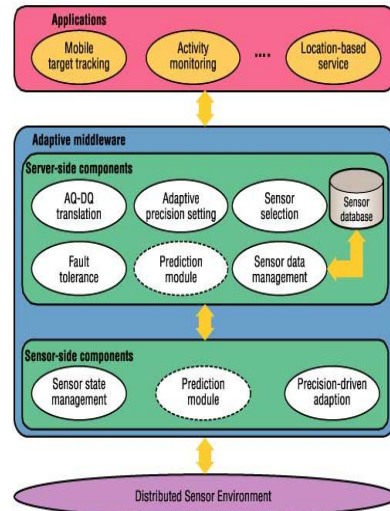 Applications
Mobile
target tracking
Activity
monitoring
....
Location-based
service
Adaptive middleware
Server-side components
AQ-DQ
translation
Adaptive
precision setting
Sensor
selection
Sensor
database
Fault
tolerance
Prediction
module
Sensor data
management
Sensor-side components
Sensor state
management
Prediction
module
Precision-driven
adaption
Distributed Sensor Environment